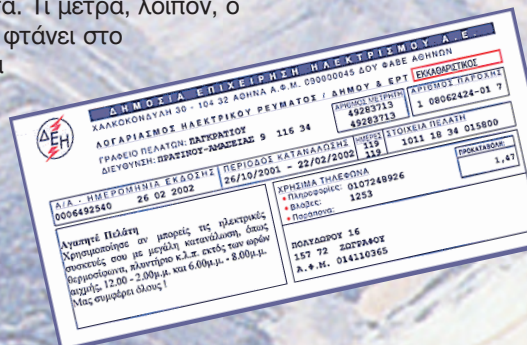 τα. Τι μετρά, λοιπόν, ο
φτάνει στο
ι
ΔΕΗ
ΔΗΜΟΣΙΑ ΕΠΙΧΕΙΡΗΣΗ ΗΛΕΚΤΡΙΣΜΟΥ Α.Ε.
ΧΑΛΚΟΚΟΝΔΥΛΗ 30 - 104 32 ΑΘΗΝΑ Α.Φ.Μ. 090000045 ΔΟΥ ΦΑΒΕ ΑΘΗΝΩΝ
ΛΟΓΑΡΙΑΣΜΟΣ ΗΛΕΚΤΡΙΚΟΥ ΡΕΥΜΑΤΟΣ / ΔΗΜΟΥ & ΕΡΤ ΕΚΚΑΘΑΡΙΣΤΙΚΟΣ
ΓΡΑΦΕΙΟ ΠΕΛΑΤΩΝ: ΠΑΓΚΡΑΤΙΟΥ
ΔΙΕΥΘΥΝΣΗ: ΠΡΑΤΙΝΟΥ-ΑΜΑΣΕΙΑΣ 9 116 34
ΑΡΙΘΜΟΣ ΜΕΤΡΗΤΗ
49283713
49283713
ΑΡΙΘΜΟΣ ΠΑΡΟΧΗΣ
1 08062424-01 7
Α/Α - ΗΜΕΡΟΜΗΝΙΑ ΕΚΔΟΣΗΣ
0006492540 26 02 2002
ΠΕΡΙΟΔΟΣ ΚΑΤΑΝΑΛΩΣΗΣ
26/10/2001 - 22/02/2002
ΗΜΕΡΕΣ
119
119
ΣΤΟΙΧΕΙΑ ΠΕΛΑΤΗ
1011 18 34 015800
Αγαπητέ Πελάτη
Χρησιμοποίησε αν μπορείς τις ηλεκτρικές
συσκευές σου με μεγάλη κατανάλωση, όπως
θερμοσίφωνα, πλυντήριο κ.λ.π. εκτός των ωρών
αιχμής, 12.00 - 2.00μ.μ. και 6.00μ.μ. - 8.00μ.μ.
Μας συμφέρει όλους !
ΧΡΗΣΙΜΑ ΤΗΛΕΦΩΝΑ
• Πληροφορίες: 0107248926
• Βλάβες: 1253
• Παράπονα:
ΠΡΟΚΑΤΑΒΟΛΗ:
1,47
ΠΟΛΥΔΩΡΟΥ 16
157 72 ΖΩΓΡΑΦΟΥ
Α.Φ.Μ. 014110365